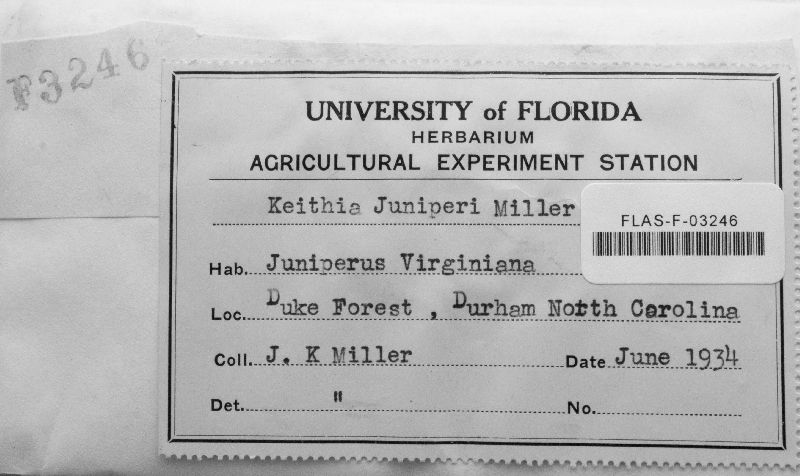 F3246
UNIVERSITY of FLORIDA
HERBARIUM
AGRICULTURAL EXPERIMENT STATION
Keithia Juniperi Miller
FLAS-F-03246
Hab. Juniperus Virginiana
Loc. Duke Forest , Durham North Carolina
Coll. J. K Miller Date June 1934
Det. " No.